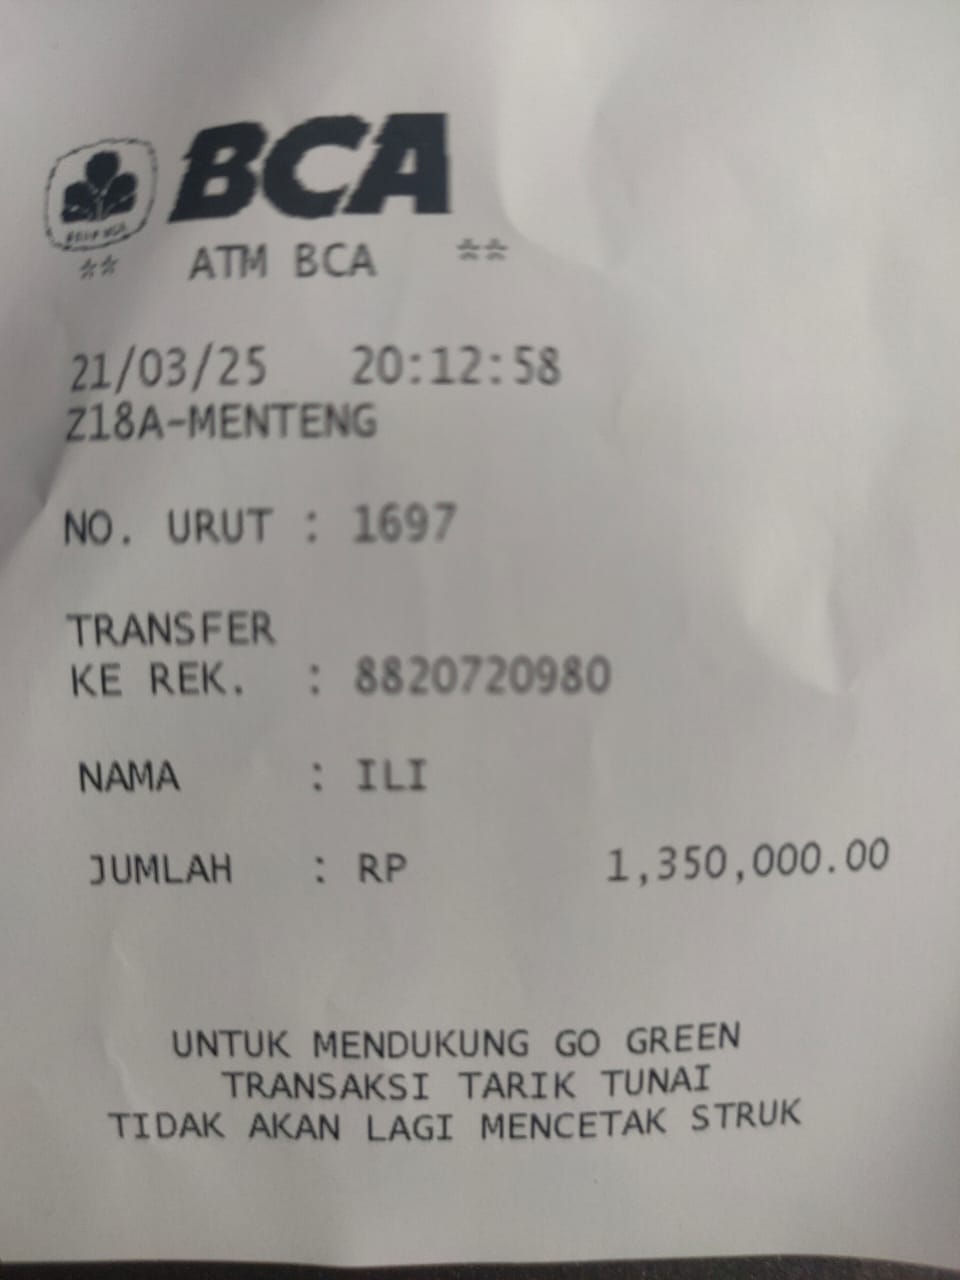 BCA
** ATM BCA **
21/03/25 20:12:58
Z18A-MENTENG
NO. URUT : 1697
TRANSFER
KE REK. : 8820720980
NAMA : ILI
JUMLAH : RP 1,350,000.00
UNTUK MENDUKUNG GO GREEN
TRANSAKSI TARIK TUNAI
TIDAK AKAN LAGI MENCETAK STRUK